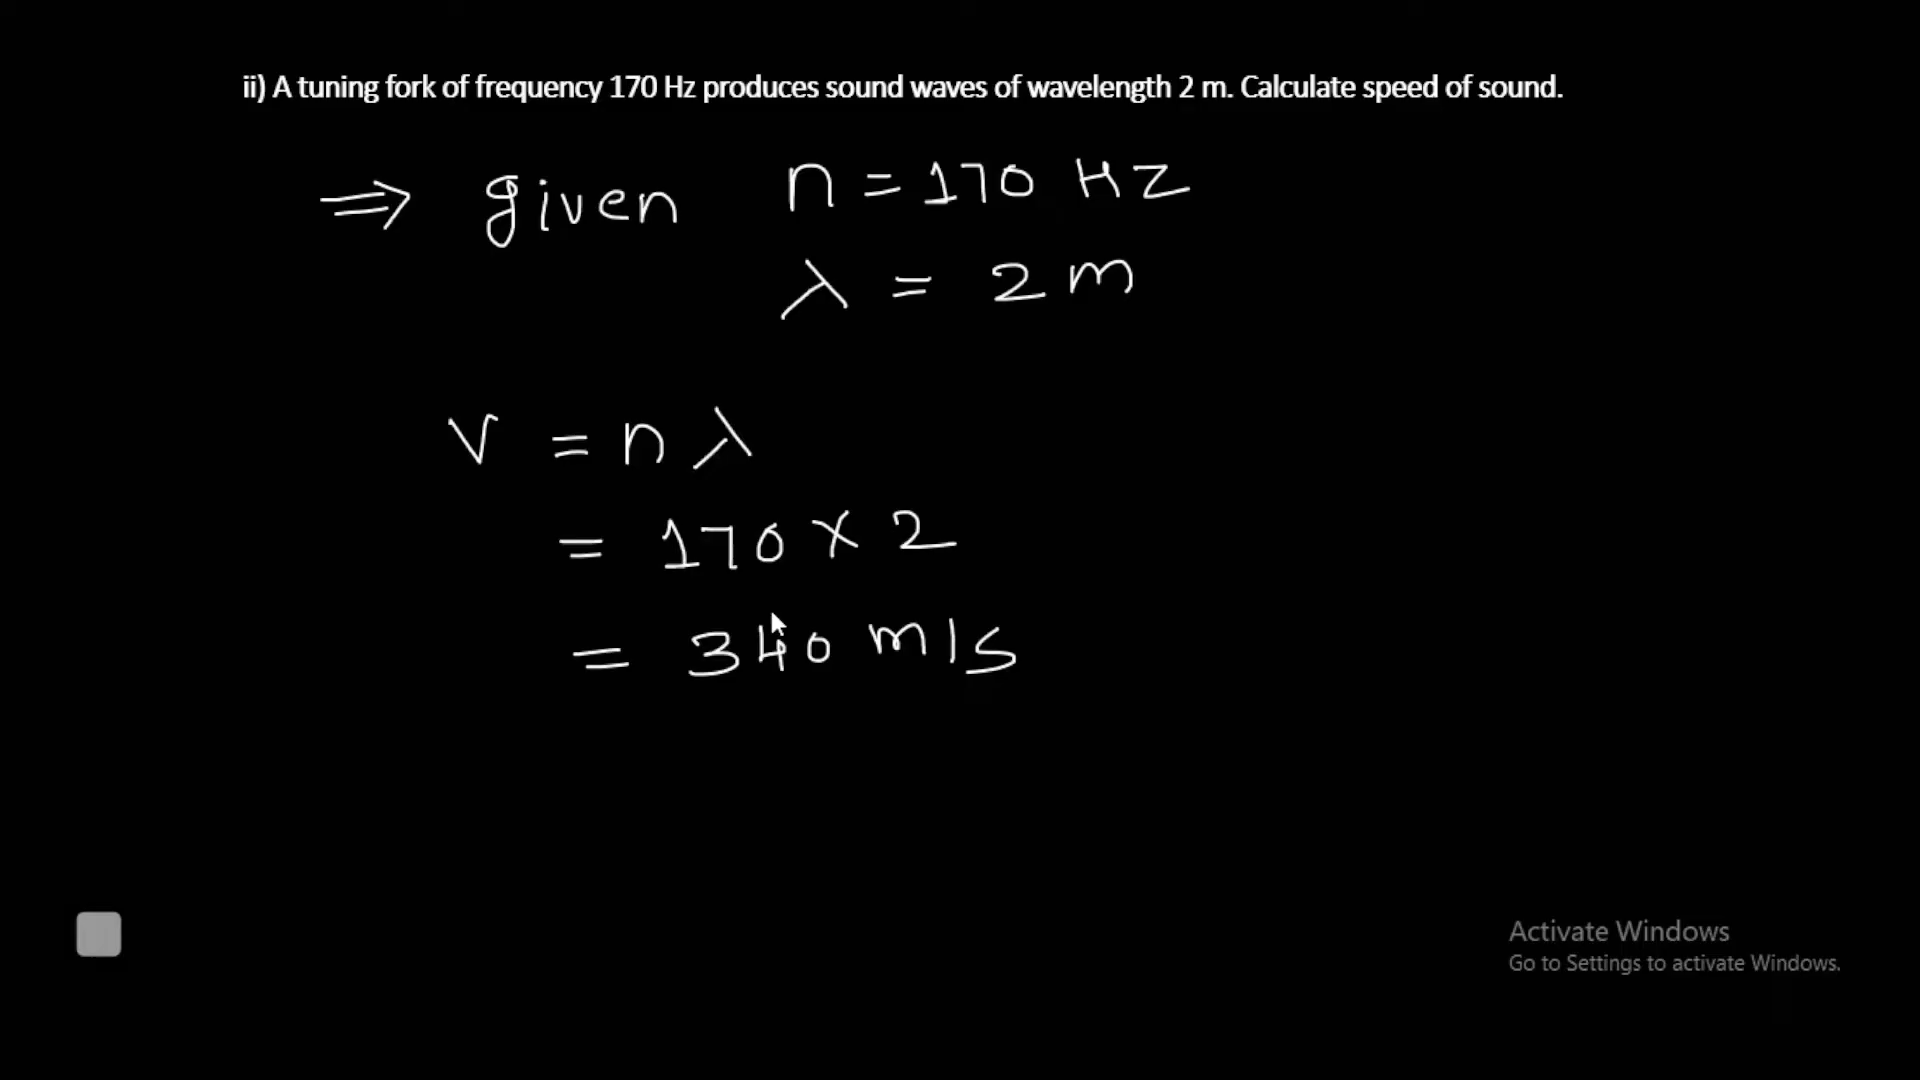 ii) A tuning fork of frequency 170 Hz produces sound waves of wavelength 2 m. Calculate speed of sound.
⇒ given n = 170 Hz
λ = 2 m
v = n λ
= 170 × 2
= 340 m/s
Activate Windows
Go to Settings to activate Windows.